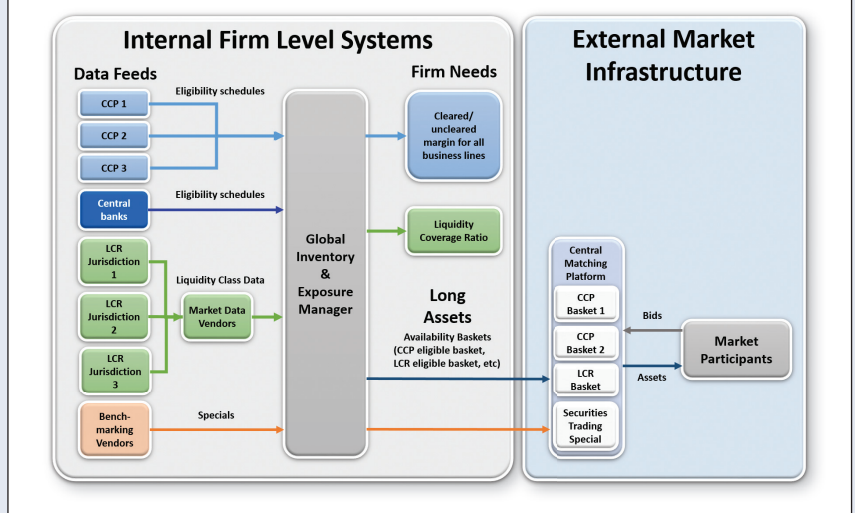 Internal Firm Level Systems
Data Feeds
CCP 1
CCP 2
CCP 3
Central
banks
LCR
Jurisdiction
1
LCR
Jurisdiction
2
LCR
Jurisdiction
3
Bench-
marking
Vendors
Eligibility schedules
Eligibility schedules
Liquidity Class Data
Market Data
Vendors
Specials
Global
Inventory
&
Exposure
Manager
Firm Needs
Cleared/
uncleared
margin for all
business lines
Liquidity
Coverage Ratio
Long
Assets
Availability Baskets
(CCP eligible basket,
LCR eligible basket, etc)
External Market
Infrastructure
Central
Matching
Platform
CCP
Basket 1
CCP
Basket 2
LCR
Basket
Securities
Trading
Special
Bids
Assets
Market
Participants